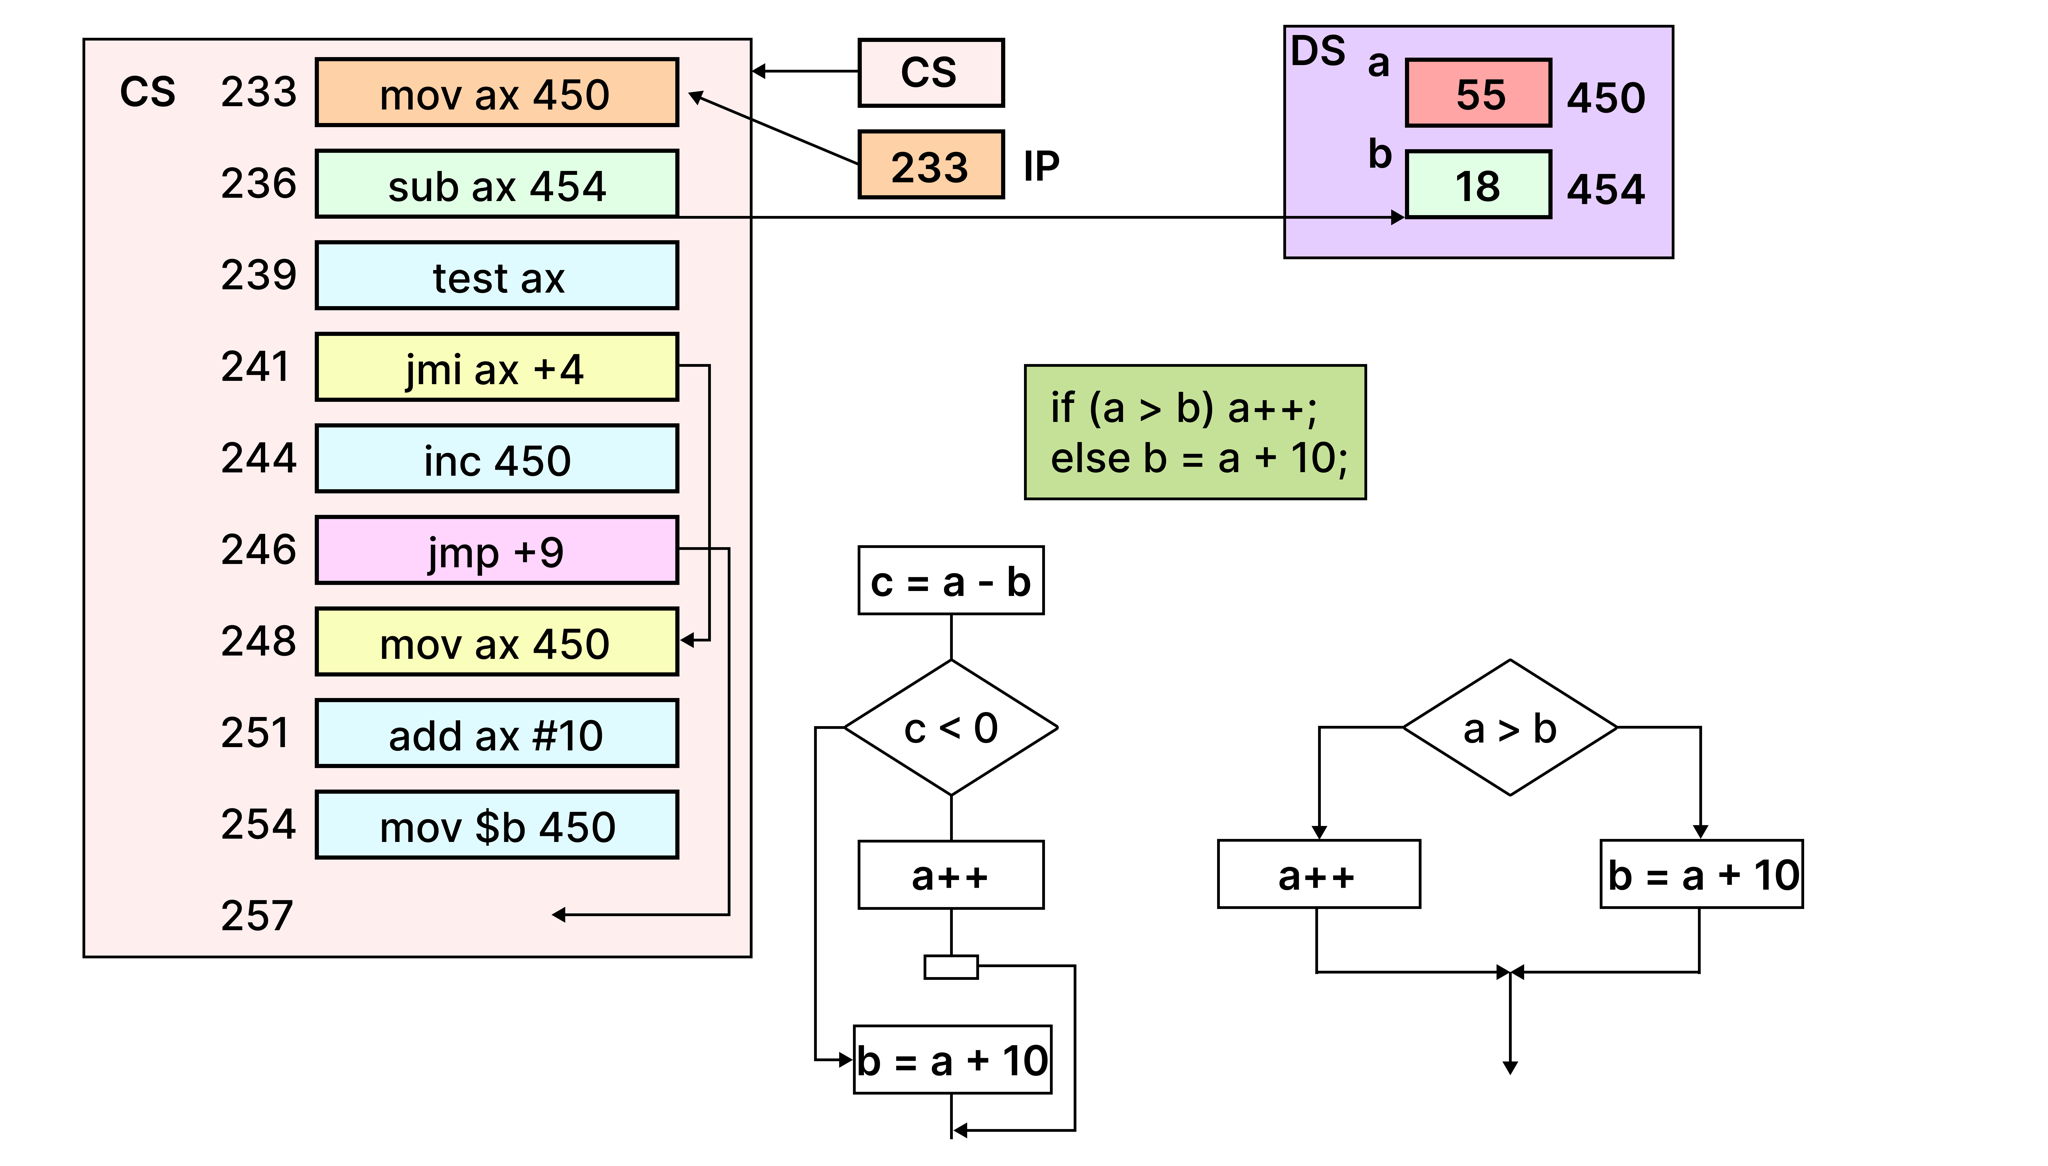 CS
233 mov ax 450
236 sub ax 454
239 test ax
241 jmi ax +4
244 inc 450
246 jmp +9
248 mov ax 450
251 add ax #10
254 mov $b 450
257
CS
233 IP
DS
a 55 450
b 18 454
if (a > b) a++;
else b = a + 10;
c = a - b
c < 0
a++
b = a + 10
a > b
a++
b = a + 10